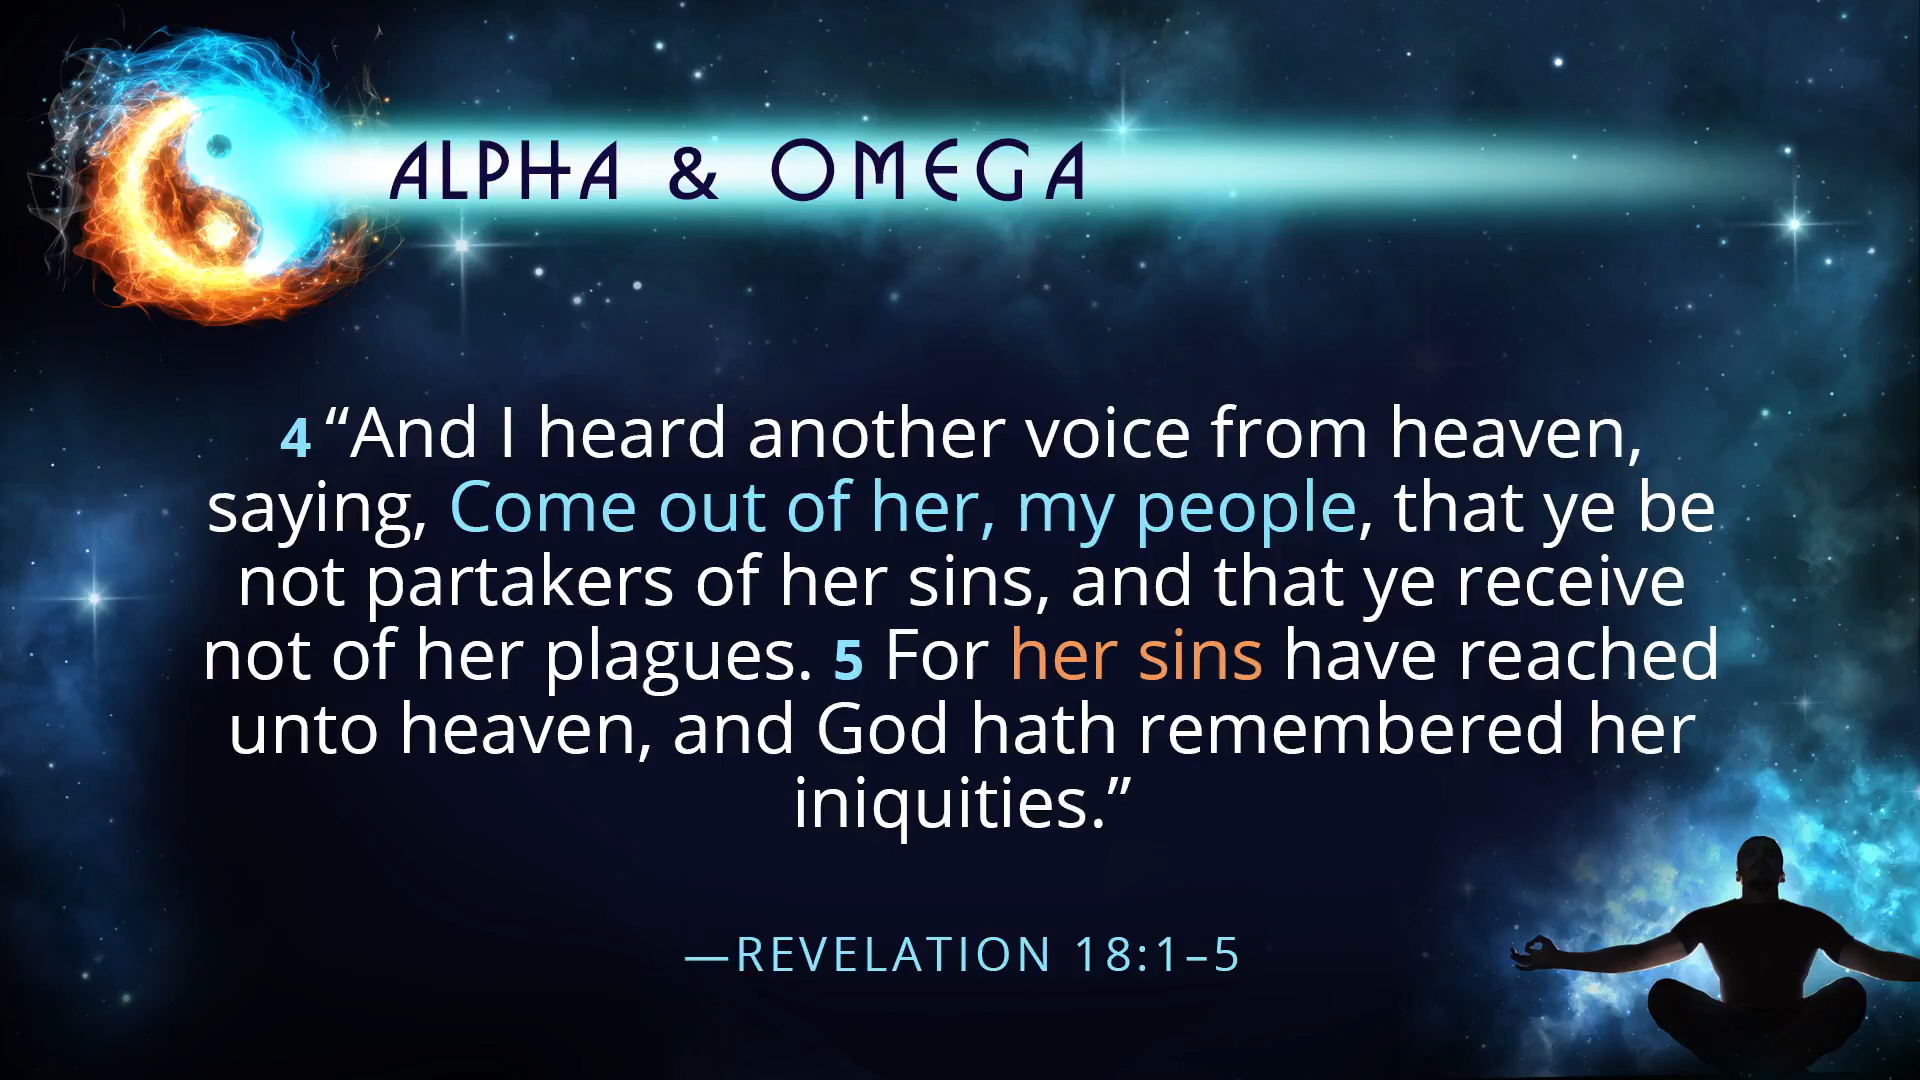 ALPHA & OMEGA
4 “And I heard another voice from heaven,
saying, Come out of her, my people, that ye be
not partakers of her sins, and that ye receive
not of her plagues. 5 For her sins have reached
unto heaven, and God hath remembered her
iniquities.”
—REVELATION 18:1–5